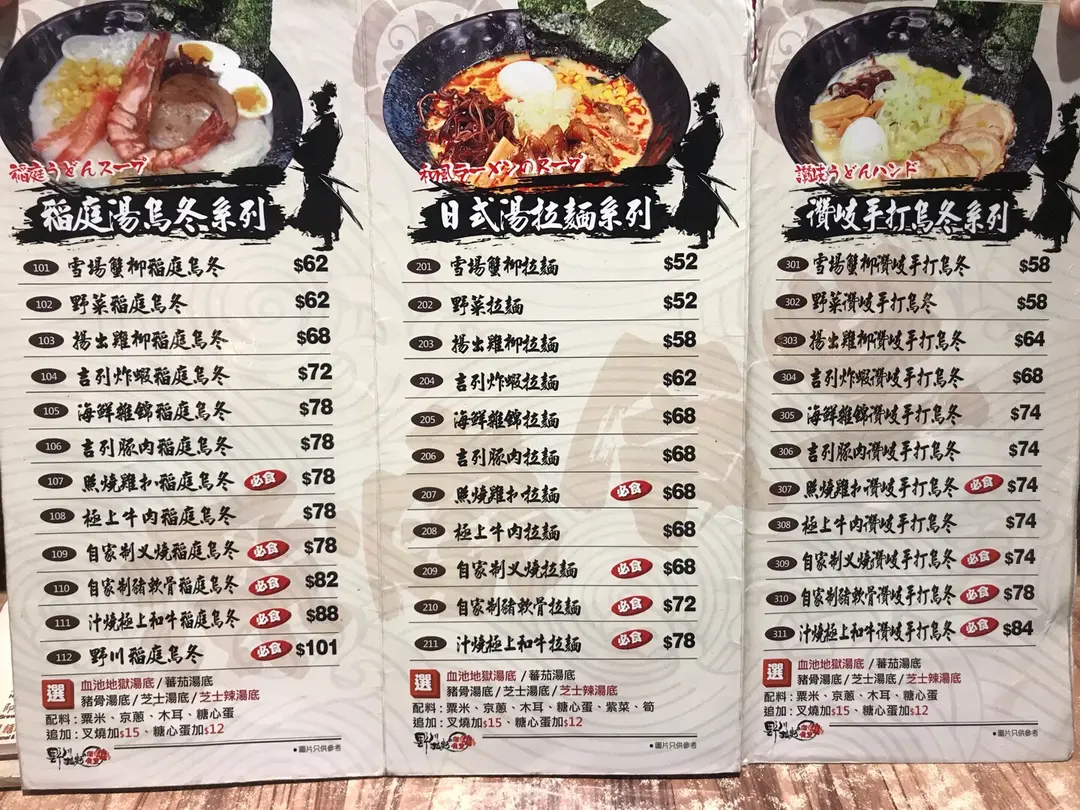 稲庭うどんスープ
稲庭湯烏冬系列
101 雪場蟹柳稲庭烏冬 $62
102 野菜稲庭烏冬 $62
103 揚出雞柳稲庭烏冬 $68
104 吉列炸蝦稲庭烏冬 $72
105 海鮮雜錦稲庭烏冬 $78
106 吉列豚肉稲庭烏冬 $78
107 照燒雞扒稲庭烏冬 必食 $78
108 極上牛肉稲庭烏冬 $78
109 自家制义燒稲庭烏冬 必食 $78
110 自家制豬軟骨稲庭烏冬 必食 $82
111 汁燒極上和牛稲庭烏冬 必食 $88
112 野川稲庭烏冬 必食 $101
選
血池地獄湯底 / 蕃茄湯底
豬骨湯底 / 芝士湯底 / 芝士辣湯底
配料：粟米、京蔥、木耳、糖心蛋
追加：叉燒加$15、糖心蛋加$12
野川拉麵
•圖片只供參考
和風ラーメンのスープ
日式湯拉麵系列
201 雪場蟹柳拉麵 $52
202 野菜拉麵 $52
203 揚出雞柳拉麵 $58
204 吉列炸蝦拉麵 $62
205 海鮮雜錦拉麵 $68
206 吉列豚肉拉麵 $68
207 照燒雞扒拉麵 必食 $68
208 極上牛肉拉麵 $68
209 自家制义燒拉麵 必食 $68
210 自家制豬軟骨拉麵 必食 $72
211 汁燒極上和牛拉麵 必食 $78
選
血池地獄湯底 / 蕃茄湯底
豬骨湯底 / 芝士湯底 / 芝士辣湯底
配料：粟米、京蔥、木耳、糖心蛋、紫菜、筍
追加：叉燒加$15、糖心蛋加$12
野川拉麵
•圖片只供參考
讃岐うどんハンド
讚岐手打烏冬系列
301 雪場蟹柳讚岐手打烏冬 $58
302 野菜讚岐手打烏冬 $58
303 揚出雞柳讚岐手打烏冬 $64
304 吉列炸蝦讚岐手打烏冬 $68
305 海鮮雜錦讚岐手打烏冬 $74
306 吉列豚肉讚岐手打烏冬 $74
307 照燒雞扒讚岐手打烏冬 必食 $74
308 極上牛肉讚岐手打烏冬 $74
309 自家制义燒讚岐手打烏冬 必食 $74
310 自家制豬軟骨讚岐手打烏冬 必食 $78
311 汁燒極上和牛讚岐手打烏冬 必食 $84
選
血池地獄湯底 / 蕃茄湯底
豬骨湯底 / 芝士湯底 / 芝士辣湯底
配料：粟米、京蔥、木耳、糖心蛋
追加：叉燒加$15、糖心蛋加$12
野川拉麵
•圖片只供參考